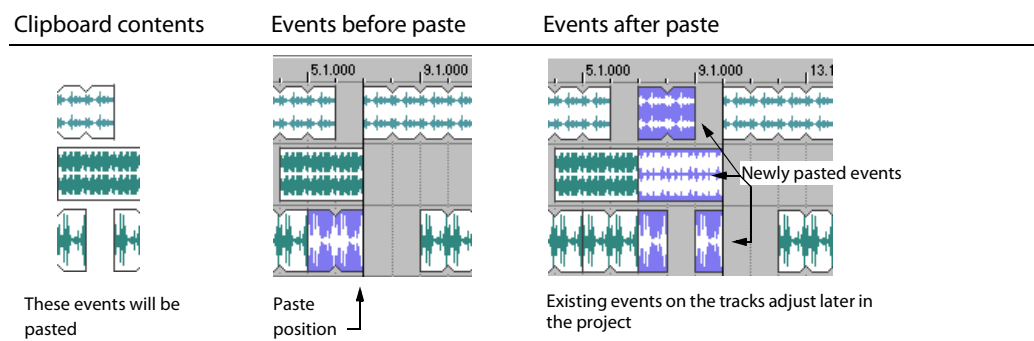 Clipboard contents
Events before paste
Events after paste
5.1.000
9.1.000
5.1.000
9.1.000
13.1
Newly pasted events
These events will be
pasted
Paste
position
Existing events on the tracks adjust later in
the project